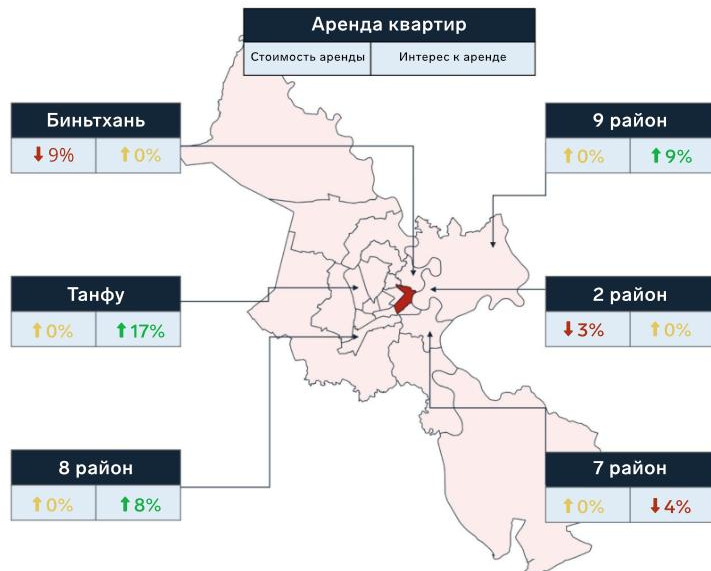 Аренда квартир
Стоимость аренды Интерес к аренде
Биньтхань
↓9% ↑0%
9 район
↑0% ↑9%
Танфу
↑0% ↑17%
2 район
↓3% ↑0%
8 район
↑0% ↑8%
7 район
↑0% ↓4%